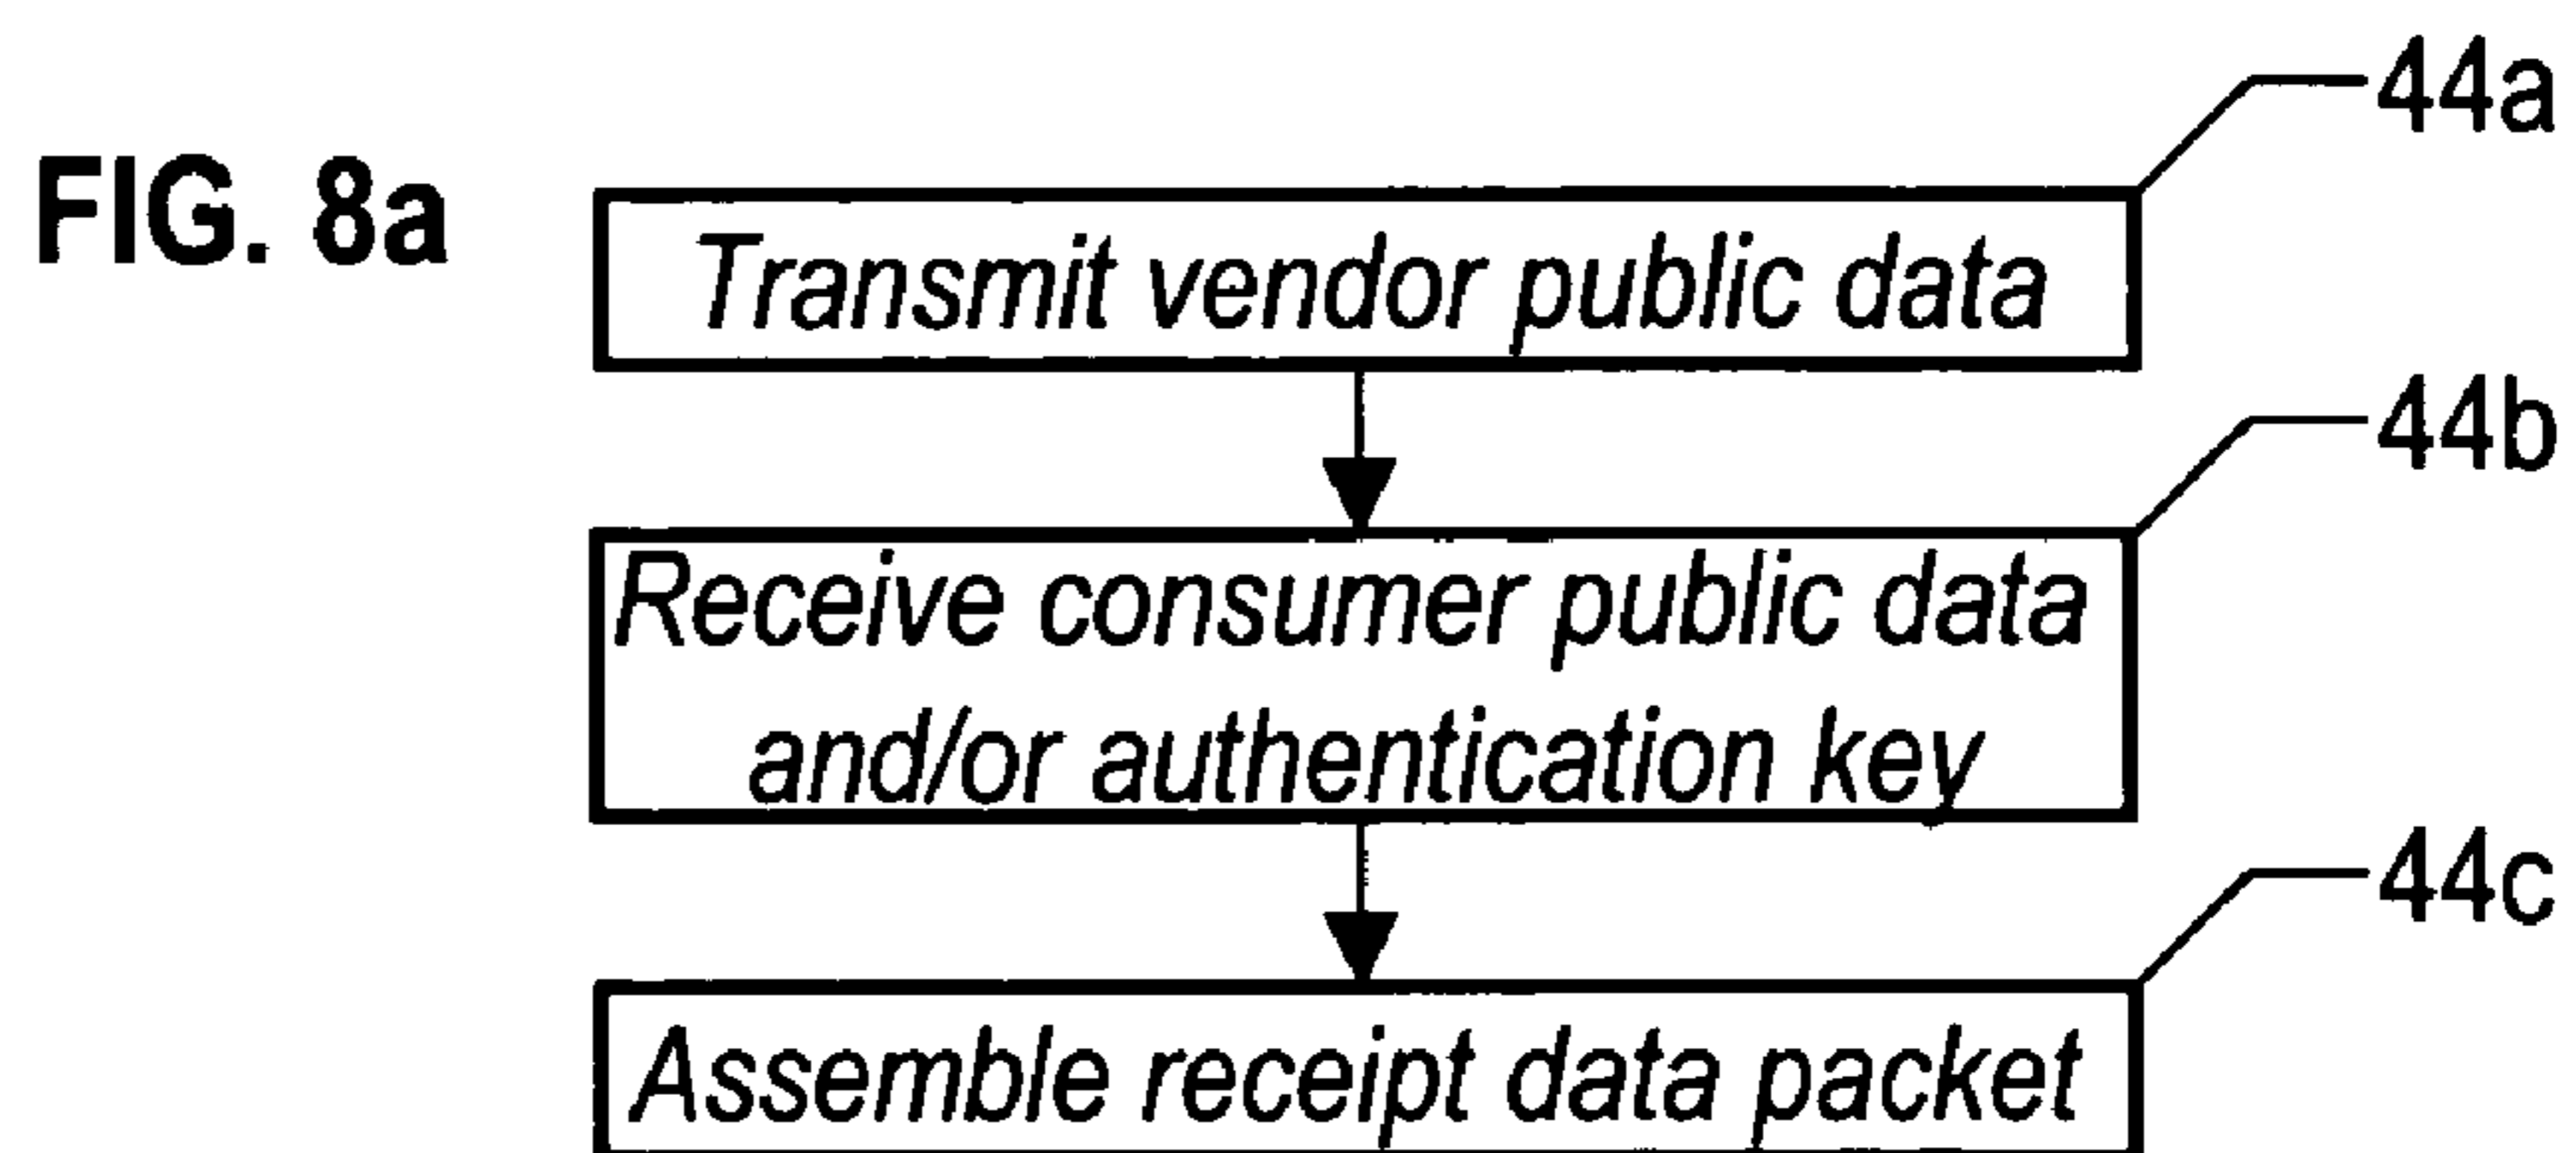 44a
FIG. 8a
Transmit vendor public data
44b
Receive consumer public data
and/or authentication key
44c
Assemble receipt data packet